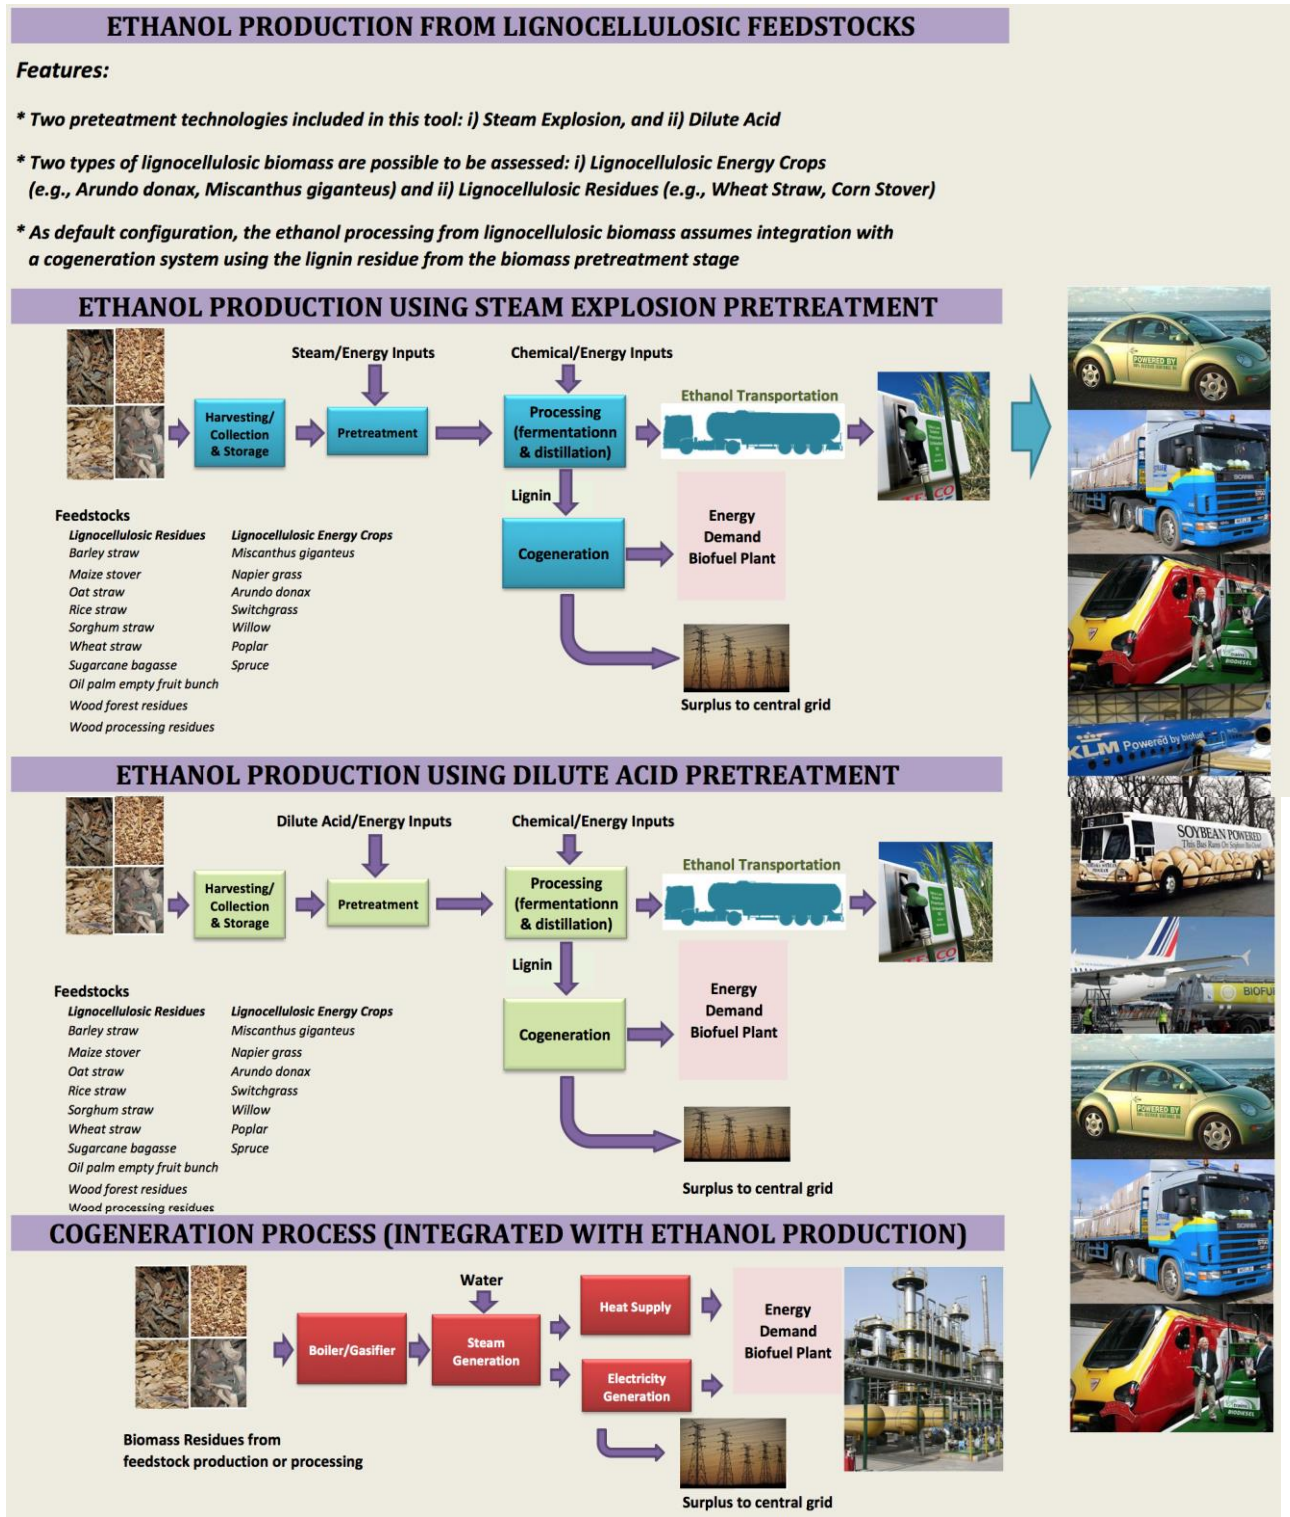 ETHANOL PRODUCTION FROM LIGNOCELLULOSIC FEEDSTOCKS
Features:
* Two preteatment technologies included in this tool: i) Steam Explosion, and ii) Dilute Acid
* Two types of lignocellulosic biomass are possible to be assessed: i) Lignocellulosic Energy Crops
(e.g., Arundo donax, Miscanthus giganteus) and ii) Lignocellulosic Residues (e.g., Wheat Straw, Corn Stover)
* As default configuration, the ethanol processing from lignocellulosic biomass assumes integration with
a cogeneration system using the lignin residue from the biomass pretreatment stage
ETHANOL PRODUCTION USING STEAM EXPLOSION PRETREATMENT
Steam/Energy Inputs
Chemical/Energy Inputs
Harvesting/
Collection
& Storage
Pretreatment
Processing
(fermentationn
& distillation)
Ethanol Transportation
Lignin
Cogeneration
Energy
Demand
Biofuel Plant
Surplus to central grid
Feedstocks
Lignocellulosic Residues
Barley straw
Maize stover
Oat straw
Rice straw
Sorghum straw
Wheat straw
Sugarcane bagasse
Oil palm empty fruit bunch
Wood forest residues
Wood processing residues
Lignocellulosic Energy Crops
Miscanthus giganteus
Napier grass
Arundo donax
Switchgrass
Willow
Poplar
Spruce
POWERED BY
SCANIA
BIODIESEL
KLM Powered by biofuel
ETHANOL PRODUCTION USING DILUTE ACID PRETREATMENT
Dilute Acid/Energy Inputs
Chemical/Energy Inputs
Harvesting/
Collection
& Storage
Pretreatment
Processing
(fermentationn
& distillation)
Ethanol Transportation
Lignin
Cogeneration
Energy
Demand
Biofuel Plant
Surplus to central grid
Feedstocks
Lignocellulosic Residues
Barley straw
Maize stover
Oat straw
Rice straw
Sorghum straw
Wheat straw
Sugarcane bagasse
Oil palm empty fruit bunch
Wood forest residues
Wood processing residues
Lignocellulosic Energy Crops
Miscanthus giganteus
Napier grass
Arundo donax
Switchgrass
Willow
Poplar
Spruce
SOYBEAN POWERED
This Bus Runs On Soybean Bio Diesel
BIOFUE
POWERED BY
SCANIA
BIODIESEL
COGENERATION PROCESS (INTEGRATED WITH ETHANOL PRODUCTION)
Water
Boiler/Gasifier
Steam
Generation
Heat Supply
Electricity
Generation
Energy
Demand
Biofuel Plant
Biomass Residues from
feedstock production or processing
Surplus to central grid